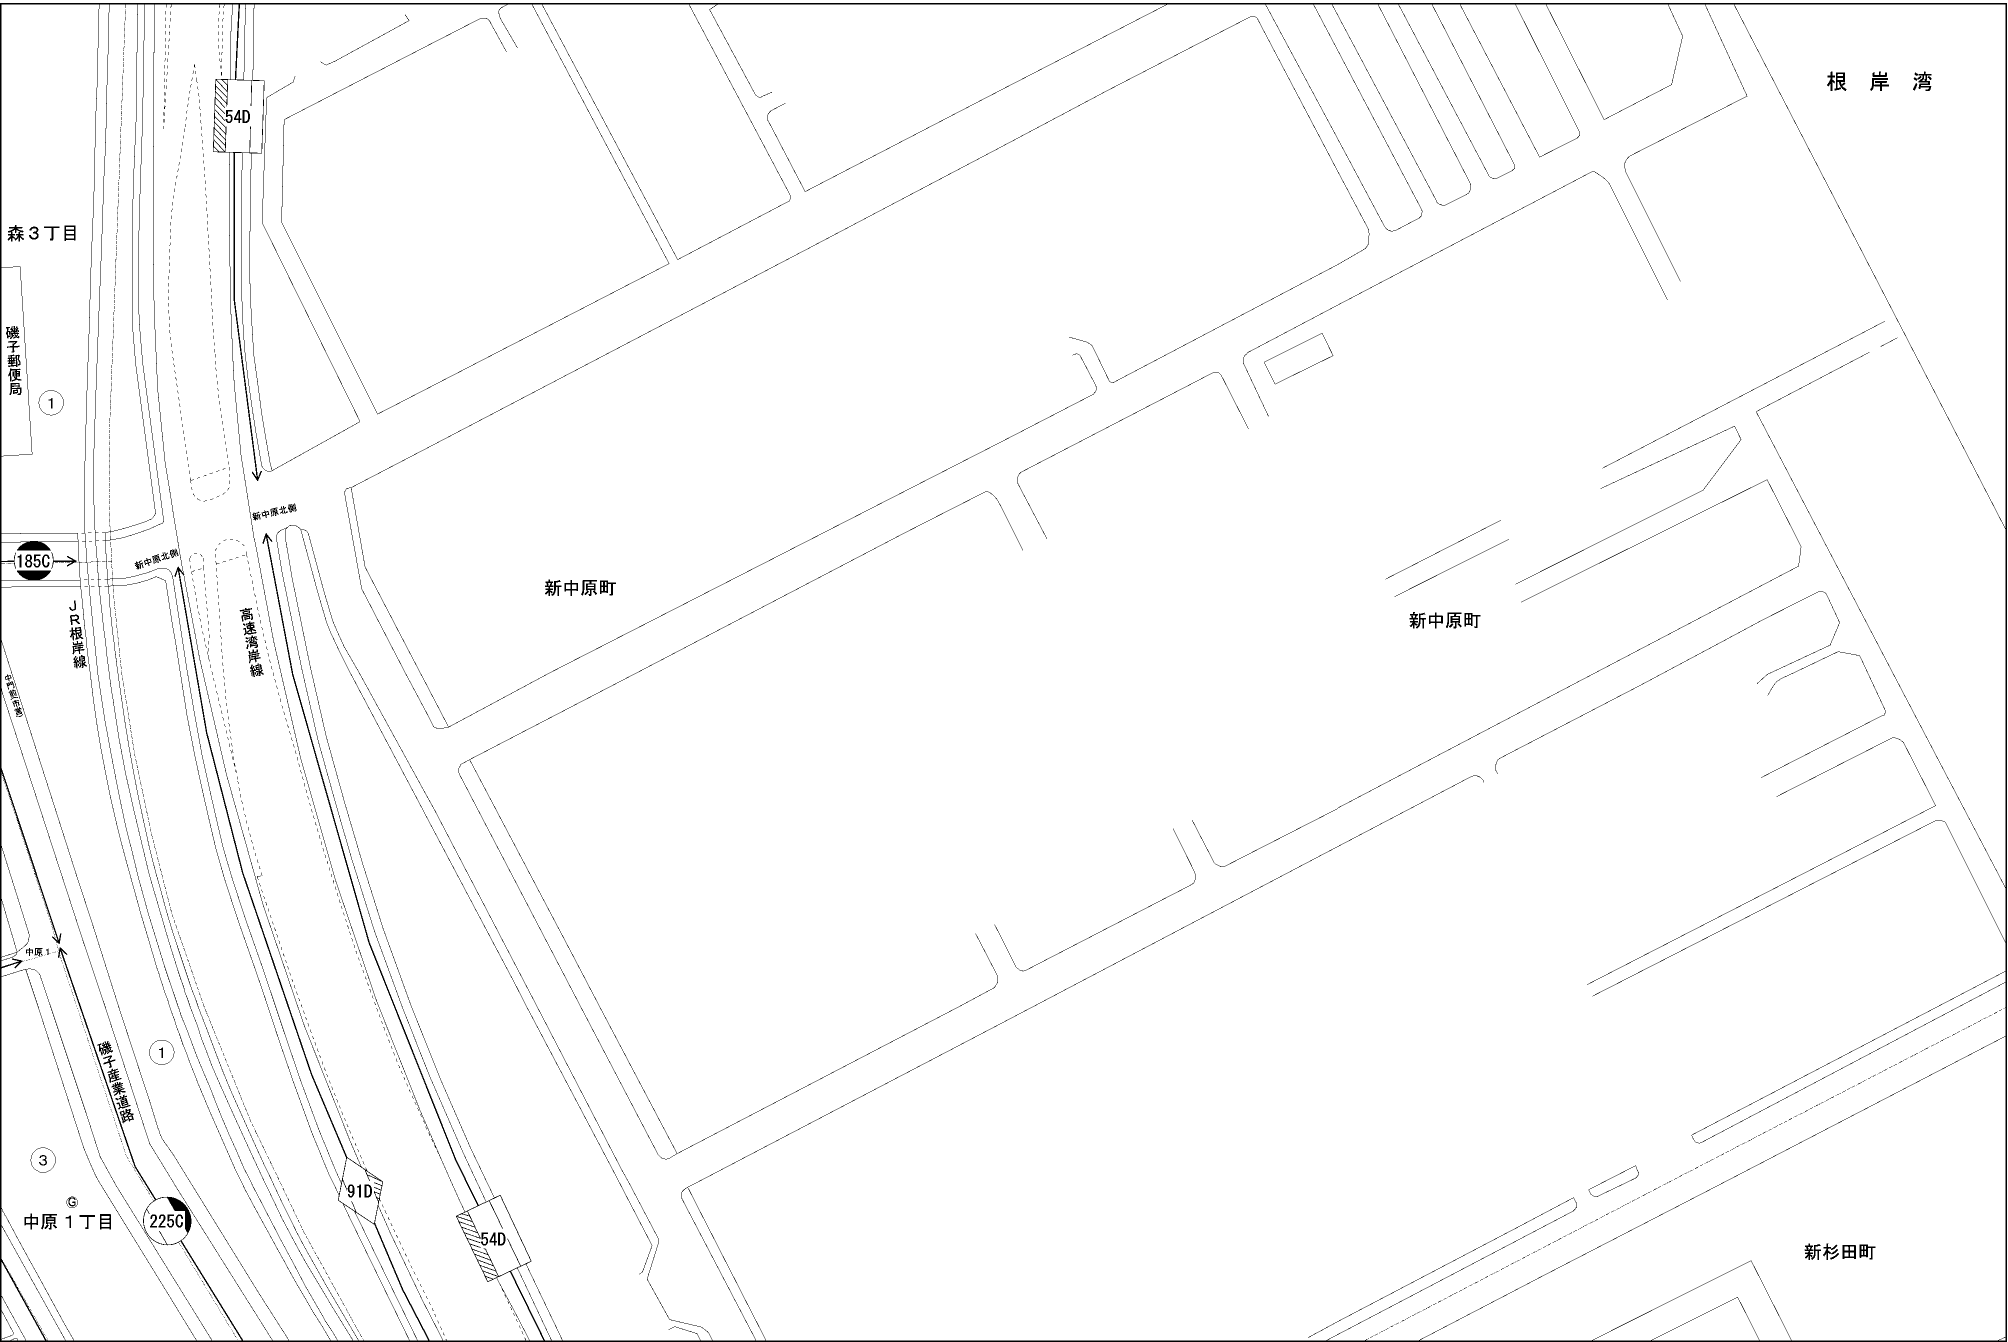 根岸湾
54D
森３丁目
磯子郵便局
1
新中原北側
185C
新中原北側
新中原町
新中原町
JR根岸線
高速湾岸線
中原１
1
磯子産業道路
3
G
中原１丁目
225C
91D
54D
新杉田町